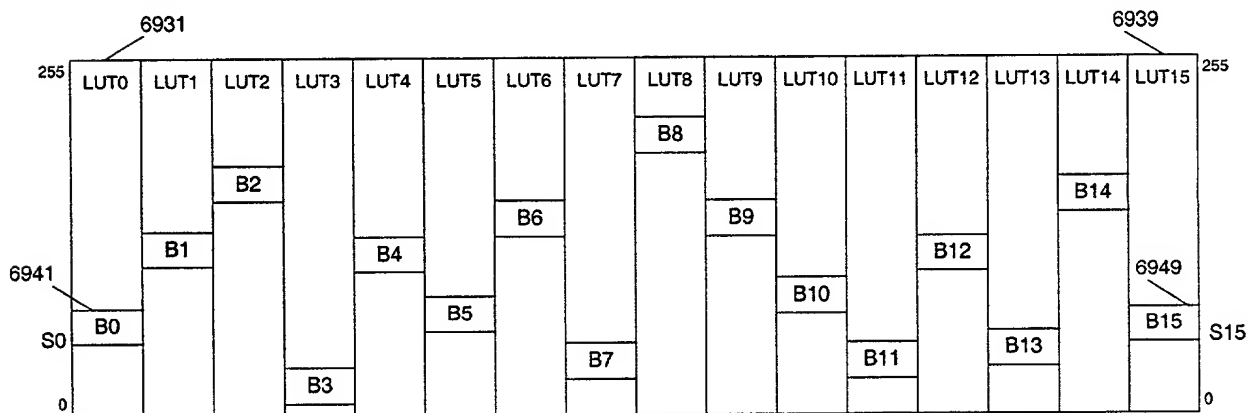 6931
6939
255
LUT0 LUT1 LUT2 LUT3 LUT4 LUT5 LUT6 LUT7 LUT8 LUT9 LUT10 LUT11 LUT12 LUT13 LUT14 LUT15
255
B8
B2
B14
B6
B9
B1
B4
B12
6941
6949
B10
B5
B0
B15
S0
S15
B13
B7
B11
B3
0
0